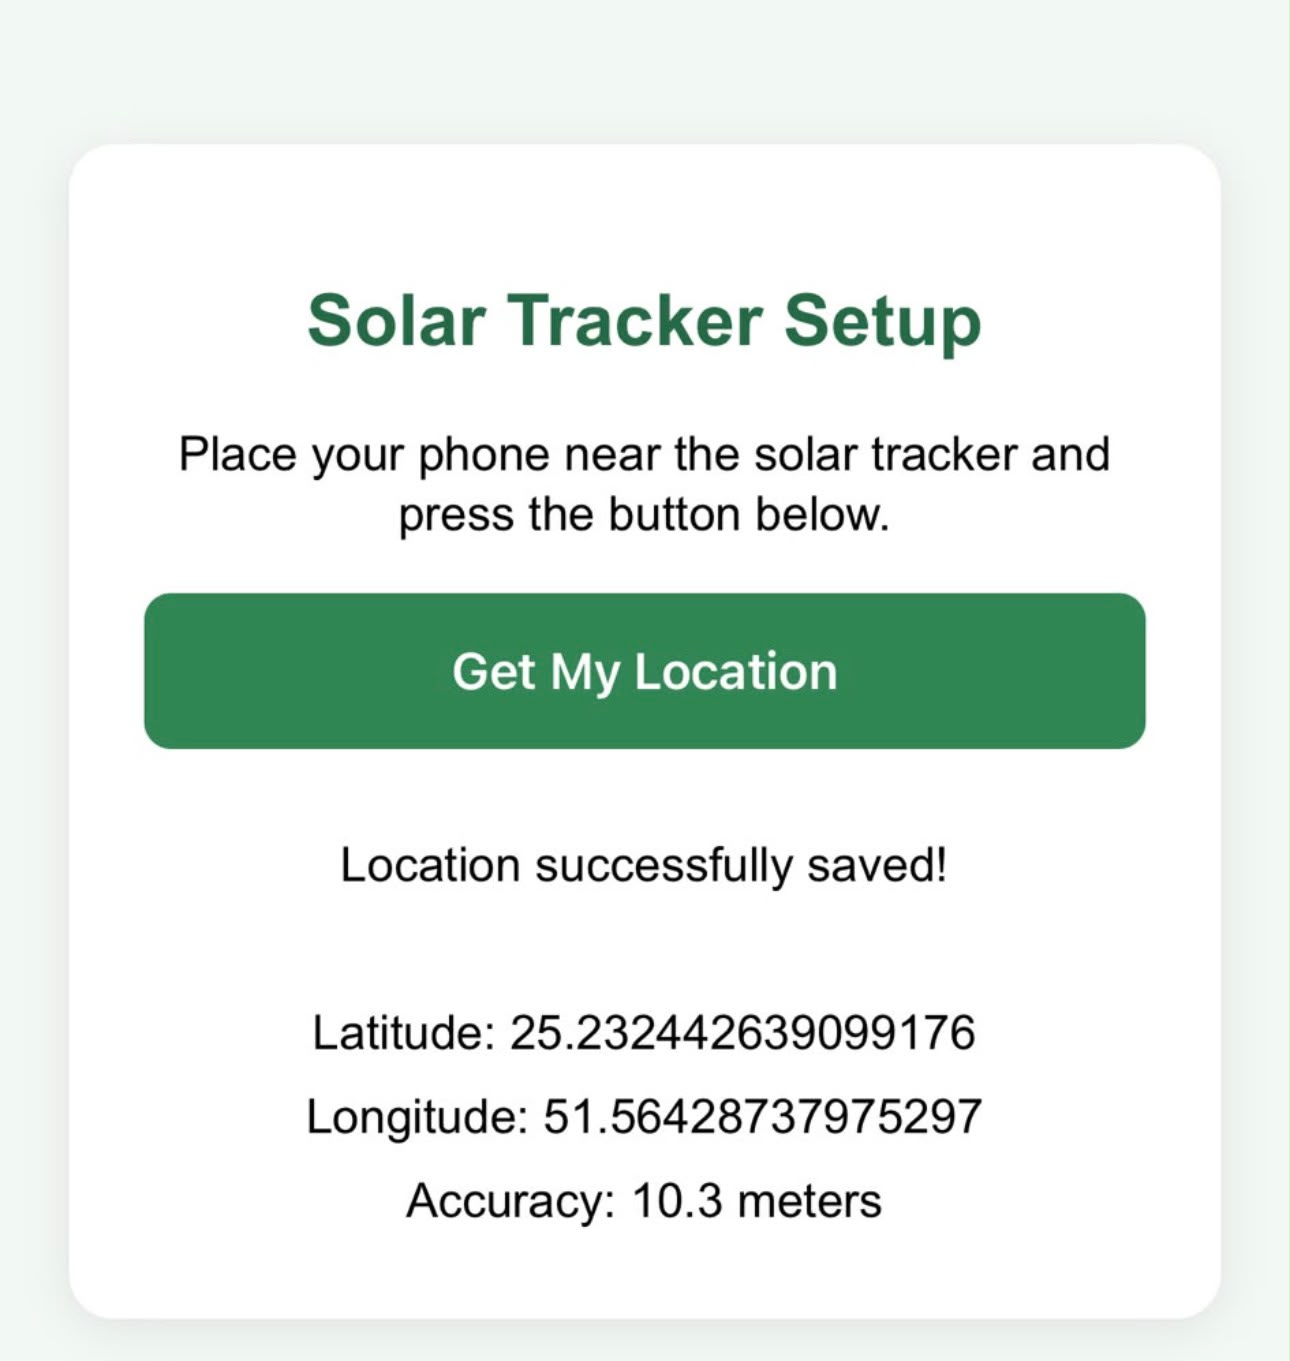 Solar Tracker Setup
Place your phone near the solar tracker and
press the button below.
Get My Location
Location successfully saved!
Latitude: 25.232442639099176
Longitude: 51.56428737975297
Accuracy: 10.3 meters